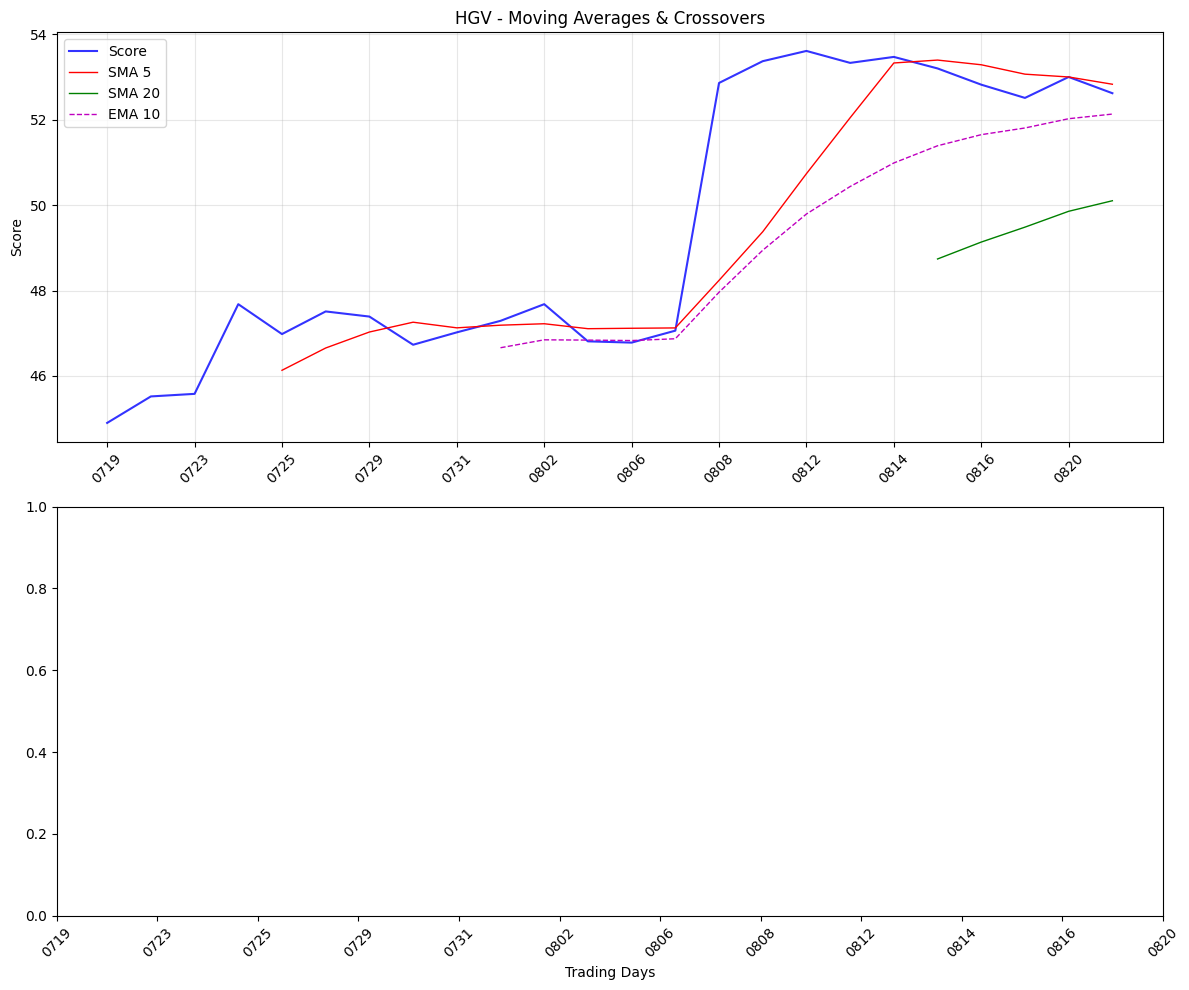 HGV - Moving Averages & Crossovers
Score
SMA 5
SMA 20
EMA 10
Score
54
52
50
48
46
0719 0723 0725 0729 0731 0802 0806 0808 0812 0814 0816 0820
1.0
0.8
0.6
0.4
0.2
0.0
0719 0723 0725 0729 0731 0802 0806 0808 0812 0814 0816 0820
Trading Days